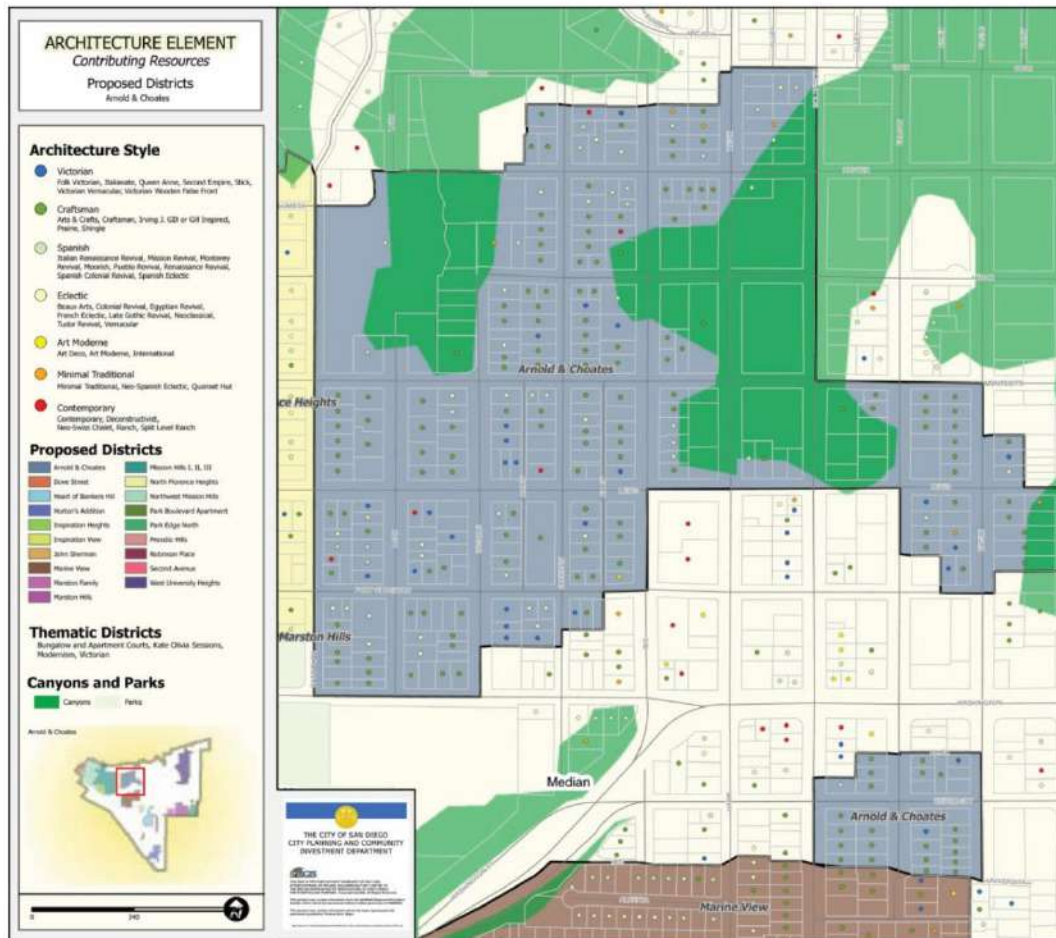 ARCHITECTURE ELEMENT
Contributing Resources
Proposed Districts
Arnold & Choates
Architecture Style
Victorian
Folk Victorian, Italianate, Queen Anne, Second Empire, Stick,
Victorian Vernacular, Victorian Wooden False Front
Craftsman
Arts & Crafts, Craftsman, Irving J. Gill or Gill Inspired,
Prairie, Shingle
Spanish
Italian Renaissance Revival, Mission Revival, Monterey
Revival, Moorish, Pueblo Revival, Renaissance Revival,
Spanish Colonial Revival, Spanish Eclectic
Eclectic
Beaux Arts, Colonial Revival, Egyptian Revival,
French Eclectic, Late Gothic Revival, Neoclassical,
Tudor Revival, Vernacular
Art Moderne
Art Deco, Art Moderne, International
Minimal Traditional
Minimal Traditional, Neo-Spanish Eclectic, Quonset Hut
Contemporary
Contemporary, Deconstructivist,
Neo-Swiss Chalet, Ranch, Split Level Ranch
Proposed Districts
Arnold & Choates
Dove Street
Heart of Bankers Hill
Horton's Addition
Inspiration Heights
Inspiration View
John Sherman
Marine View
Marston Family
Marston Hills
Mission Hills I, II, III
North Florence Heights
Northwest Mission Hills
Park Boulevard Apartment
Park Edge North
Presidio Hills
Robinson Place
Second Avenue
West University Heights
Thematic Districts
Bungalow and Apartment Courts, Kate Olivia Sessions,
Modernism, Victorian
Canyons and Parks
Canyons
Parks
Arnold & Choates
0
240
Arnold & Choates
ce Heights
Marston Hills
Median
Arnold & Choates
Marine View
THE CITY OF SAN DIEGO
CITY PLANNING AND COMMUNITY
INVESTMENT DEPARTMENT